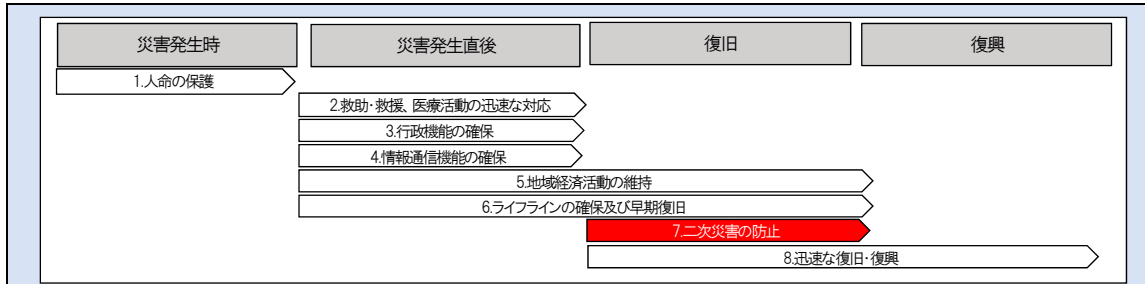 災害発生時 災害発生直後 復旧 復興
1.人命の保護
2.救助・救援、医療活動の迅速な対応
3.行政機能の確保
4.情報通信機能の確保
5.地域経済活動の維持
6.ライフラインの確保及び早期復旧
7.二次災害の防止
8.迅速な復旧・復興